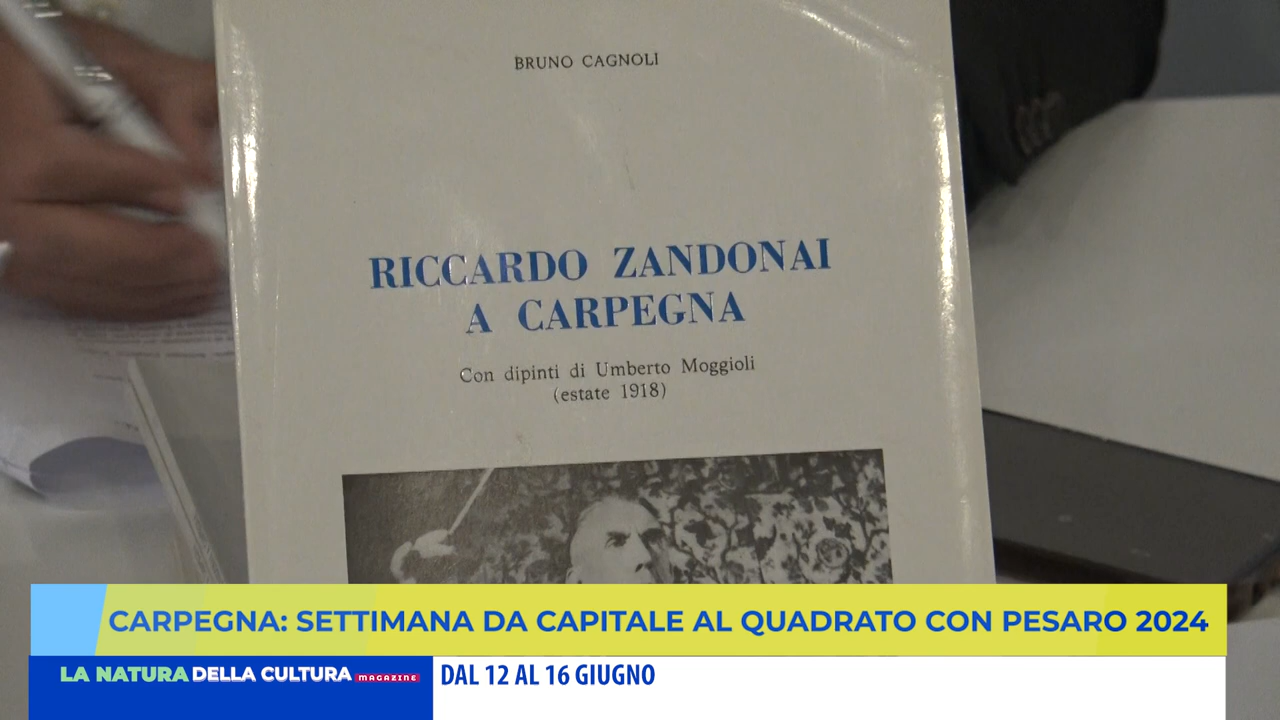 BRUNO CAGNOLI
RICCARDO ZANDONAI
A CARPEGNA
Con dipinti di Umberto Moggioli
(estate 1918)
CARPEGNA: SETTIMANA DA CAPITALE AL QUADRATO CON PESARO 2024
LA NATURA DELLA CULTURA MAGAZINE
DAL 12 AL 16 GIUGNO